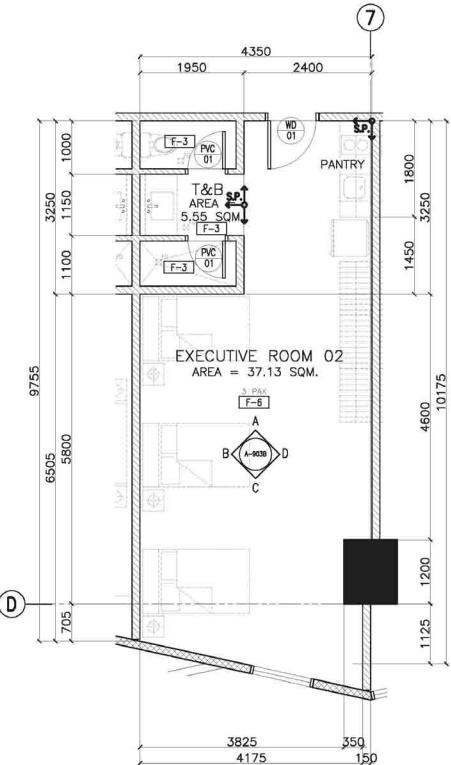 7
4350
1950
2400
S.P.
WD
01
F-3
PVC
01
PANTRY
1000
1800
T&B
AREA
5.55 SQM
S.P.
3250
1150
3250
F-3
PVC
01
F-3
1100
1450
EXECUTIVE ROOM 02
AREA = 37.13 SQM.
3 PAX
F-6
9755
10175
A
B
A-903B
D
C
6505
5800
4600
1200
D
705
1125
3825
350
4175
150